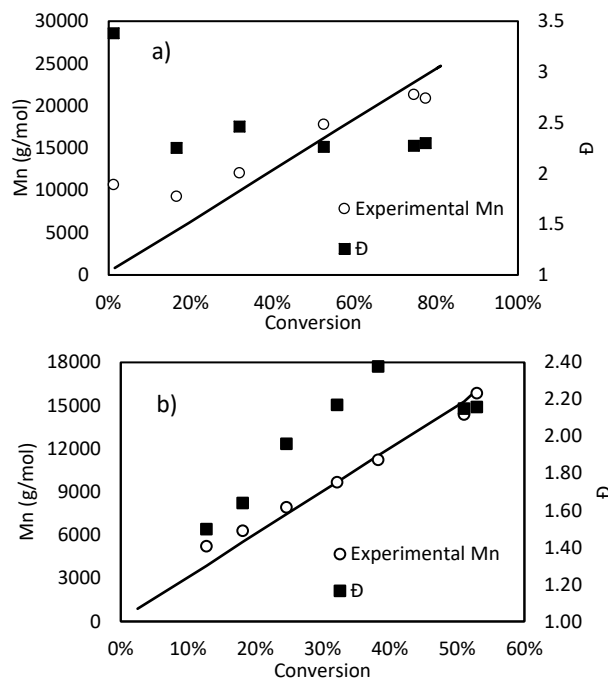 a)
30000
25000
20000
15000
10000
5000
0
Mn (g/mol)
3.5
3
2.5
2
1.5
1
Đ
Experimental Mn
Đ
0% 20% 40% 60% 80% 100%
Conversion
b)
18000
15000
12000
9000
6000
3000
0
Mn (g/mol)
2.40
2.20
2.00
1.80
1.60
1.40
1.20
1.00
Đ
Experimental Mn
Đ
0% 10% 20% 30% 40% 50% 60%
Conversion